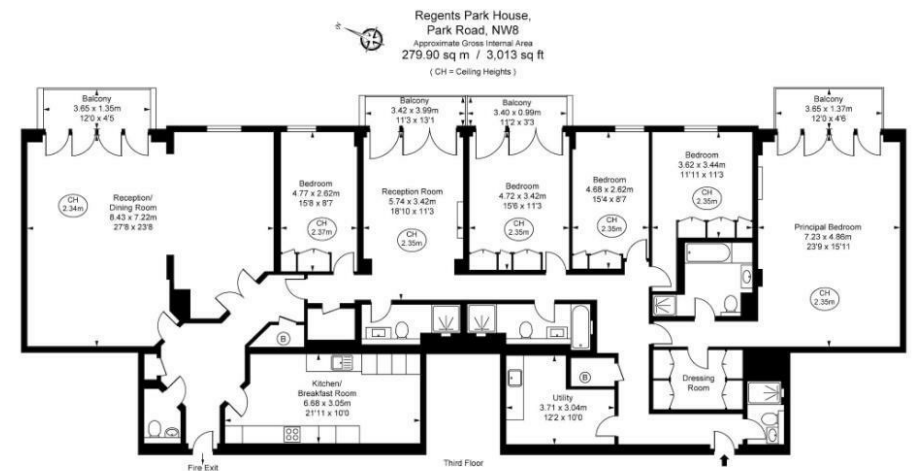 Regents Park House,
Park Road, NW8
Approximate Gross Internal Area
279.90 sq m / 3,013 sq ft
( CH = Ceiling Heights )
Balcony
3.65 x 1.35m
12'0 x 4'5
Balcony
3.42 x 3.99m
11'3 x 13'1
Balcony
3.40 x 0.99m
11'2 x 3'3
Balcony
3.65 x 1.37m
12'0 x 4'6
Reception/
Dining Room
8.43 x 7.22m
27'8 x 23'8
CH
2.34m
Bedroom
4.77 x 2.62m
15'8 x 8'7
CH
2.37m
Reception Room
5.74 x 3.42m
18'10 x 11'3
CH
2.35m
Bedroom
4.72 x 3.42m
15'6 x 11'3
CH
2.35m
Bedroom
4.68 x 2.62m
15'4 x 8'7
CH
2.35m
Bedroom
3.62 x 3.44m
11'11 x 11'3
CH
2.35m
Principal Bedroom
7.23 x 4.86m
23'9 x 15'11
CH
2.35m
B
Kitchen/
Breakfast Room
6.68 x 3.05m
21'11 x 10'0
B
Utility
3.71 x 3.04m
12'2 x 10'0
Dressing
Room
Fire Exit
Third Floor